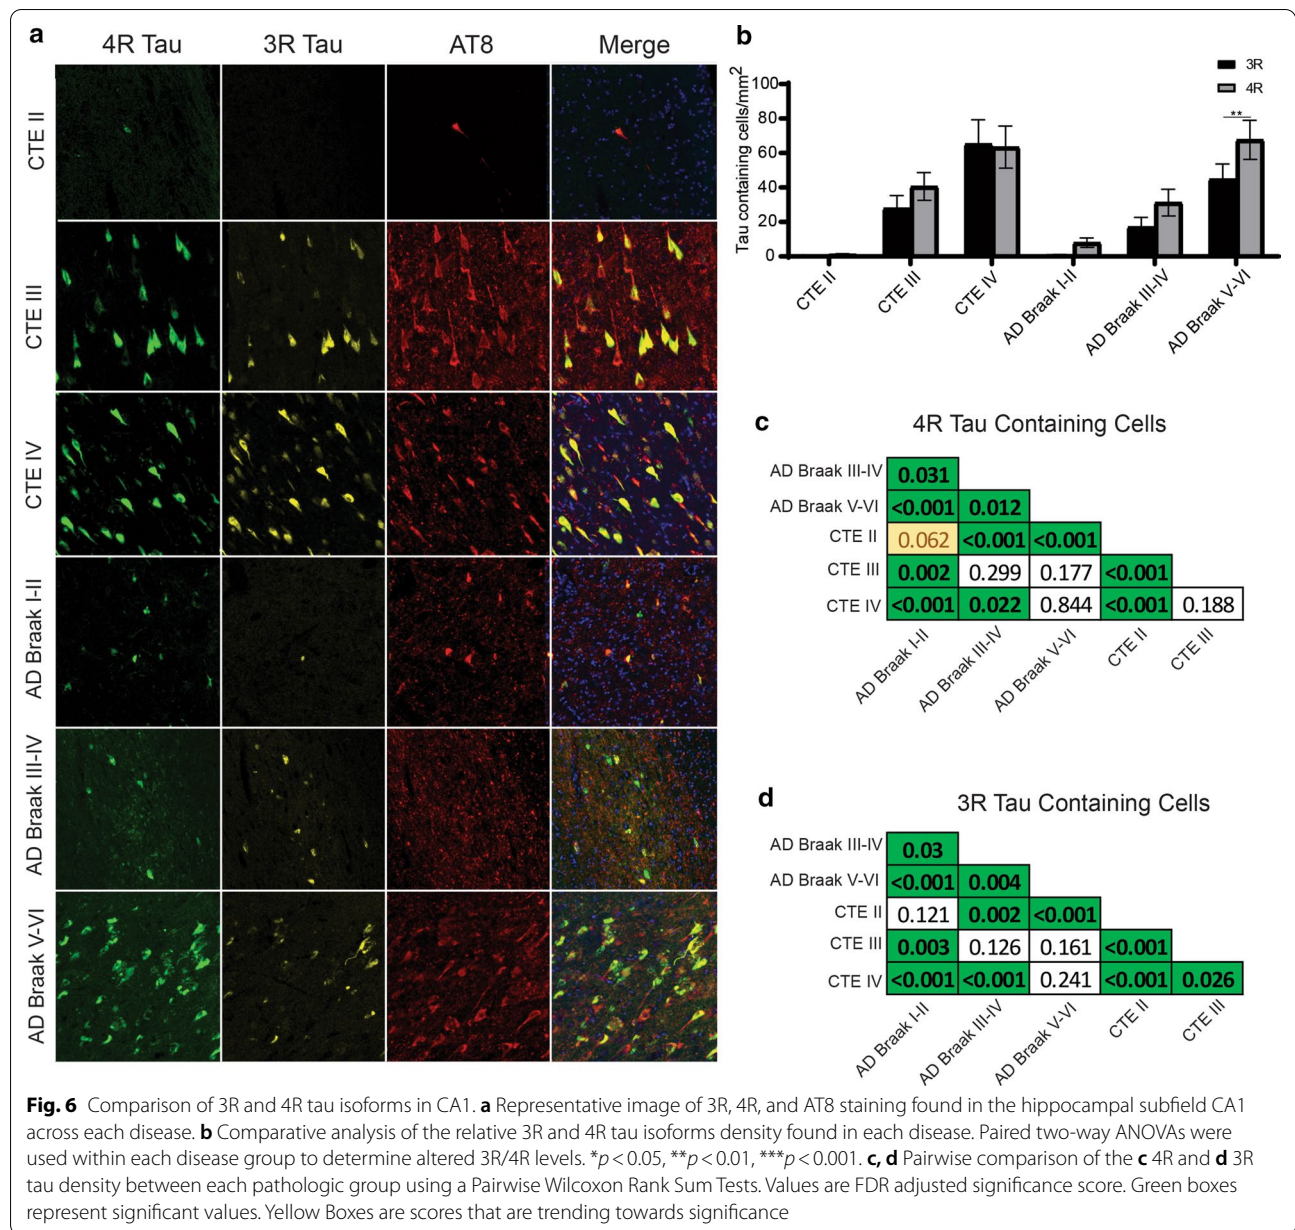 a
4R Tau 3R Tau AT8 Merge
CTE II
CTE III
CTE IV
AD Braak I-II
AD Braak III-IV
AD Braak V-VI
b
3R
4R
Tau containing cells/mm2
100
80
60
40
20
0
**
CTE II CTE III CTE IV AD Braak I-II AD Braak III-IV AD Braak V-VI
c
4R Tau Containing Cells
AD Braak III-IV 0.031
AD Braak V-VI <0.001 0.012
CTE II 0.062 <0.001 <0.001
CTE III 0.002 0.299 0.177 <0.001
CTE IV <0.001 0.022 0.844 <0.001 0.188
AD Braak I-II AD Braak III-IV AD Braak V-VI CTE II CTE III
d
3R Tau Containing Cells
AD Braak III-IV 0.03
AD Braak V-VI <0.001 0.004
CTE II 0.121 0.002 <0.001
CTE III 0.003 0.126 0.161 <0.001
CTE IV <0.001 <0.001 0.241 <0.001 0.026
AD Braak I-II AD Braak III-IV AD Braak V-VI CTE II CTE III
Fig. 6 Comparison of 3R and 4R tau isoforms in CA1. a Representative image of 3R, 4R, and AT8 staining found in the hippocampal subfield CA1
across each disease. b Comparative analysis of the relative 3R and 4R tau isoforms density found in each disease. Paired two-way ANOVAs were
used within each disease group to determine altered 3R/4R levels. *p < 0.05, **p < 0.01, ***p < 0.001. c, d Pairwise comparison of the c 4R and d 3R
tau density between each pathologic group using a Pairwise Wilcoxon Rank Sum Tests. Values are FDR adjusted significance score. Green boxes
represent significant values. Yellow Boxes are scores that are trending towards significance